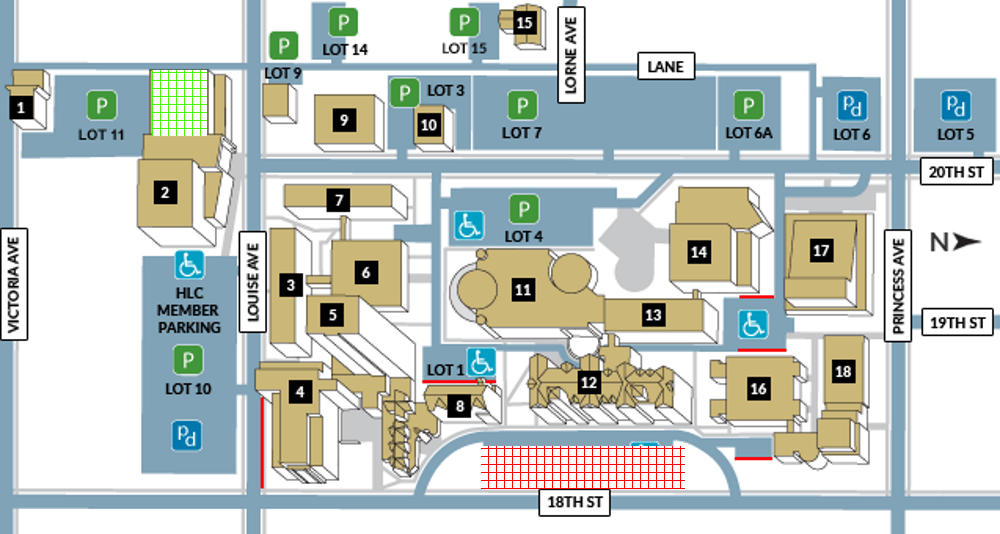 P
LOT 14
P
LOT 15
15
LORNE AVE
P
LOT 9
LANE
1
P
LOT 11
9
P
LOT 3
10
P
LOT 7
P
LOT 6A
pd
LOT 6
pd
LOT 5
20TH ST
2
7
P
LOT 4
VICTORIA AVE
LOUISE AVE
HLC
MEMBER
PARKING
P
LOT 10
pd
3
6
5
11
13
14
17
PRINCESS AVE
N
19TH ST
LOT 1
4
8
12
16
18
18TH ST